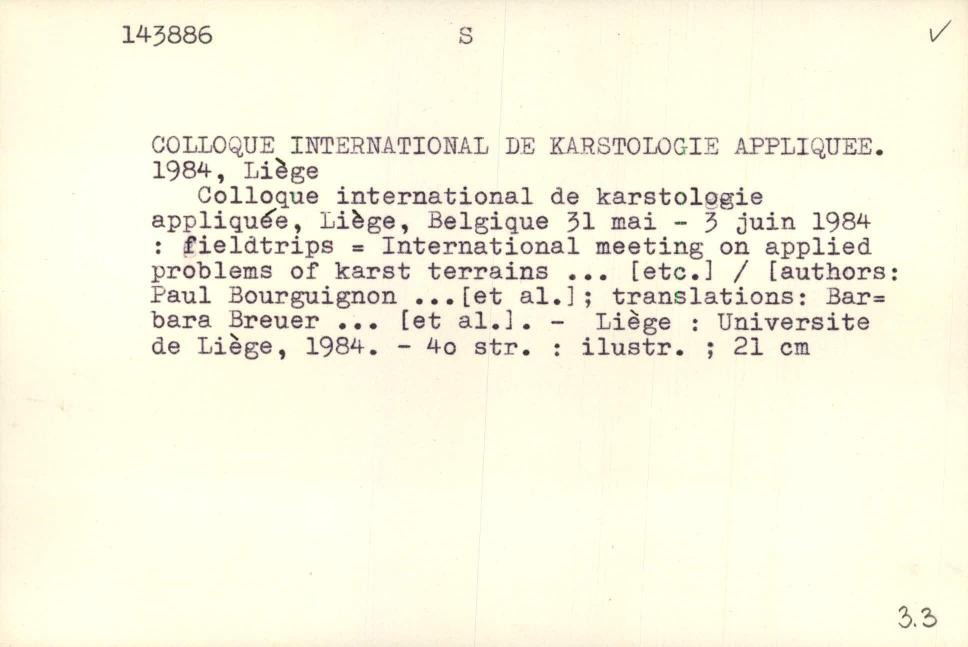 143886 S ✓
COLLOQUE INTERNATIONAL DE KARSTOLOGIE APPLIQUEE.
1984, Liège
Colloque international de karstologie
appliquée, Liège, Belgique 31 mai - 3 juin 1984
: fieldtrips = International meeting on applied
problems of karst terrains ... [etc.] / [authors:
Paul Bourguignon ...[et al.]; translations: Bar=
bara Breuer ... [et al.]. - Liège : Universite
de Liège, 1984. - 4o str. : ilustr. ; 21 cm
3.3